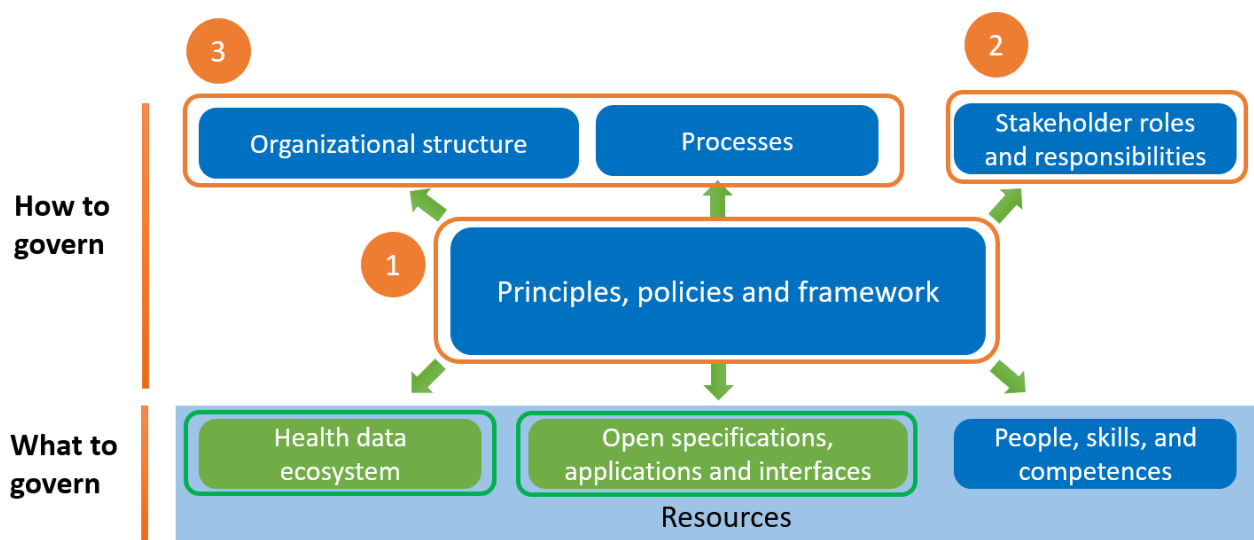 3
2
Organizational structure
Processes
Stakeholder roles
and responsibilities
How to
govern
1
Principles, policies and framework
What to
govern
Health data
ecosystem
Open specifications,
applications and interfaces
People, skills, and
competences
Resources